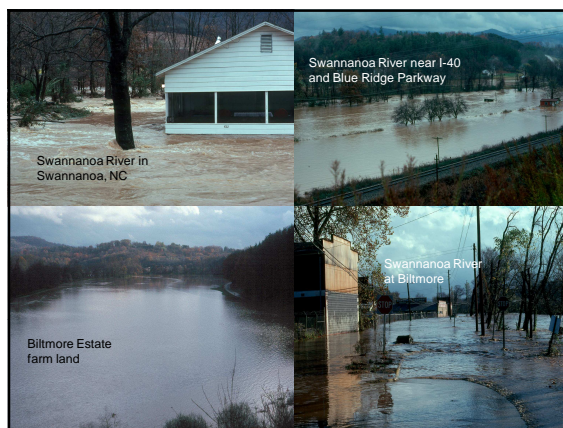 Swannanoa River in
Swannanoa, NC
Swannanoa River near I-40
and Blue Ridge Parkway
Biltmore Estate
farm land
Swannanoa River
at Biltmore
STOP